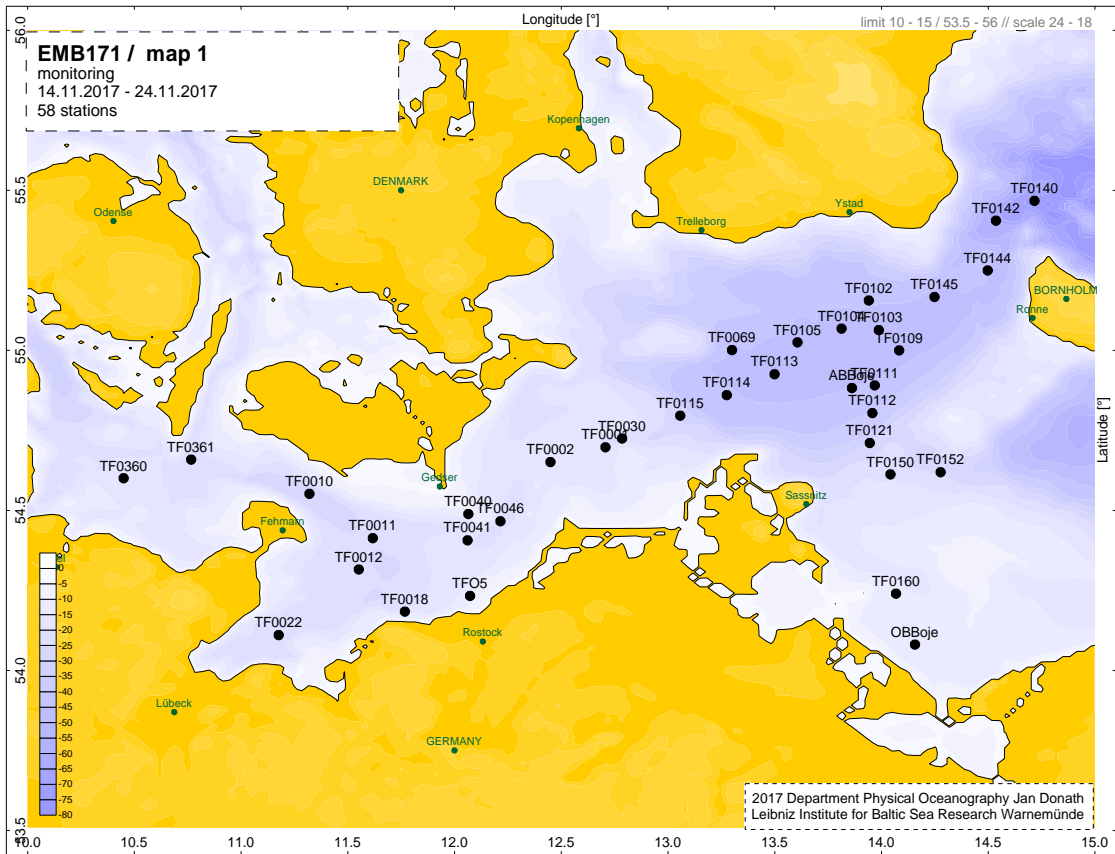 Longitude [°]
limit 10 - 15 / 53.5 - 56 // scale 24 - 18
EMB171 / map 1
monitoring
14.11.2017 - 24.11.2017
58 stations
56.0
55.5
55.0
54.5
54.0
53.5
Kopenhagen
DENMARK
Odense
Trelleborg
Ystad
TF0140
TF0142
TF0144
BORNHOLM
Ronne
TF0145
TF0102
TF0104
TF0103
TF0105
TF0109
TF0069
TF0113
TF0111
ABBoje
TF0114
TF0112
TF0115
TF0121
TF0030
TF0001
TF0002
TF0150
TF0152
Latitude [°]
TF0361
TF0360
TF0010
Gedser
Sassnitz
TF0040
TF0046
Fehmarn
TF0011
TF0041
TF0012
TFO5
TF0018
TF0160
TF0022
Rostock
OBBoje
Lübeck
GERMANY
0
-5
-10
-15
-20
-25
-30
-35
-40
-45
-50
-55
-60
-65
-70
-75
-80
2017 Department Physical Oceanography Jan Donath
Leibniz Institute for Baltic Sea Research Warnemünde
10.0 10.5 11.0 11.5 12.0 12.5 13.0 13.5 14.0 14.5 15.0